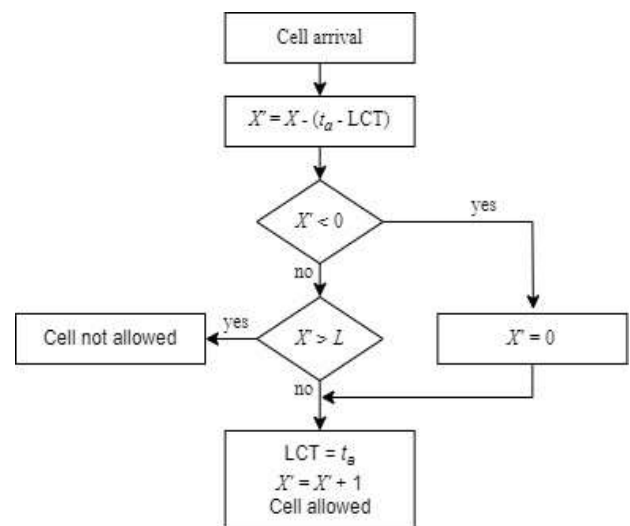 Cell arrival
X' = X - (tₐ - LCT)
X' < 0
yes
no
Cell not allowed
yes
X' > L
X' = 0
no
LCT = tₐ
X' = X' + 1
Cell allowed